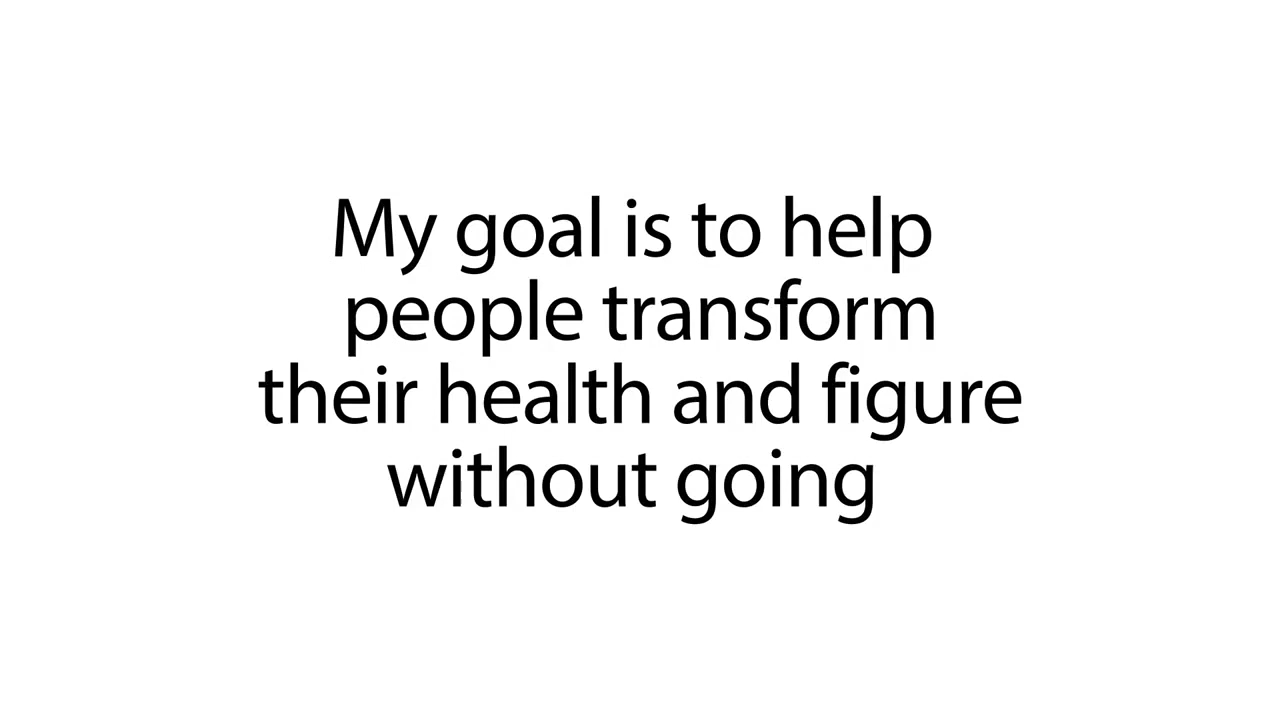 My goal is to help
people transform
their health and figure
without going